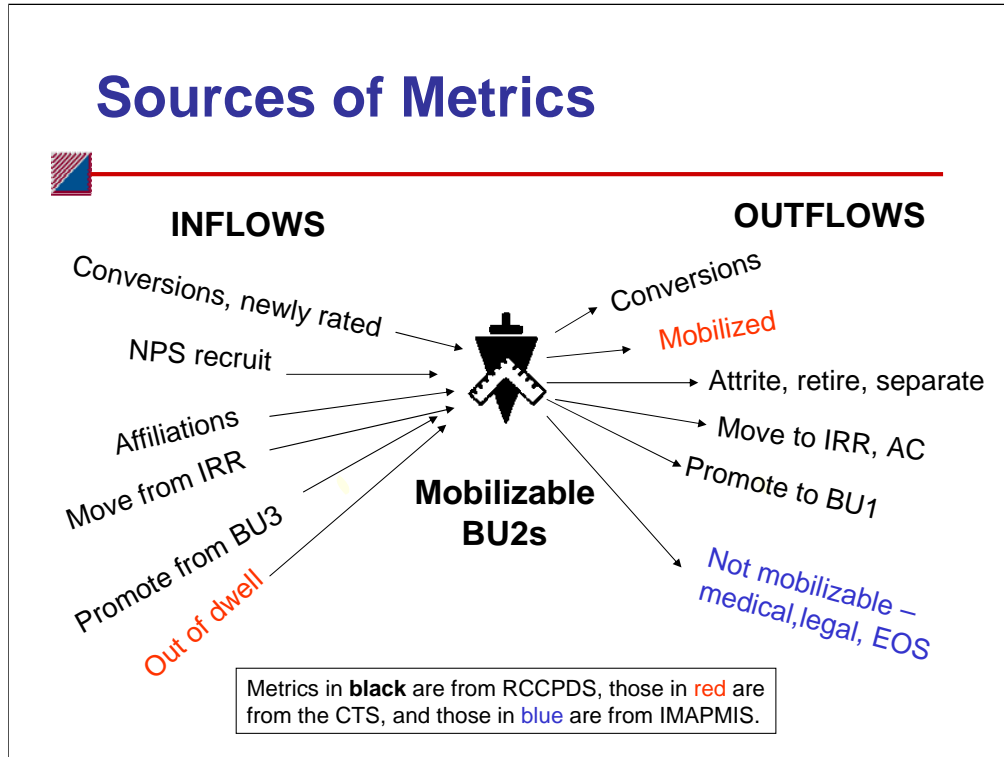 Sources of Metrics
INFLOWS
Conversions, newly rated
NPS recruit
Affiliations
Move from IRR
Promote from BU3
Out of dwell
Mobilizable
BU2s
OUTFLOWS
Conversions
Mobilized
Attrite, retire, separate
Move to IRR, AC
Promote to BU1
Not mobilizable –
medical,legal, EOS
Metrics in black are from RCCPDS, those in red are
from the CTS, and those in blue are from IMAPMIS.